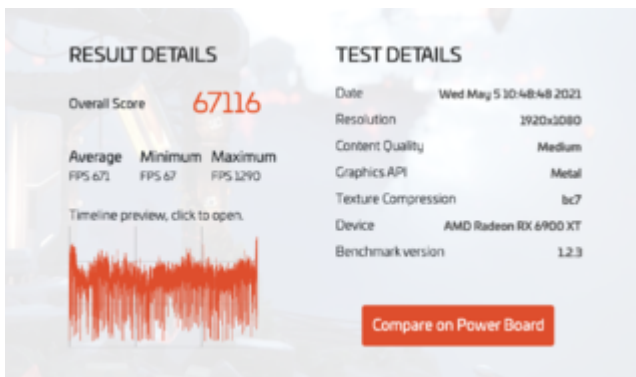 RESULT DETAILS
Overall Score 67116
Average Minimum Maximum
FPS 671 FPS 67 FPS 1290
Timeline preview, click to open.
TEST DETAILS
Date Wed May 5 10:48:48 2021
Resolution 1920x1080
Content Quality Medium
Graphics API Metal
Texture Compression bc7
Device AMD Radeon RX 6900 XT
Benchmark version 1.2.3
Compare on Power Board